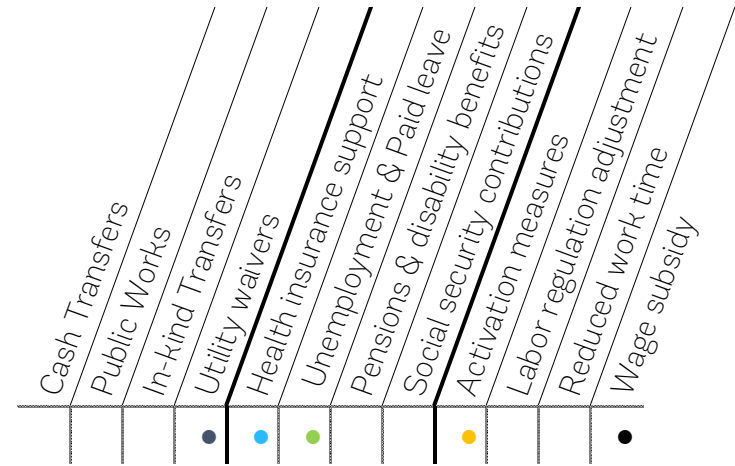 Cash Transfers
Public Works
In-kind Transfers
Utility waivers
Health insurance support
Unemployment & Paid leave
Pensions & disability benefits
Social security contributions
Activation measures
Labor regulation adjustment
Reduced work time
Wage subsidy